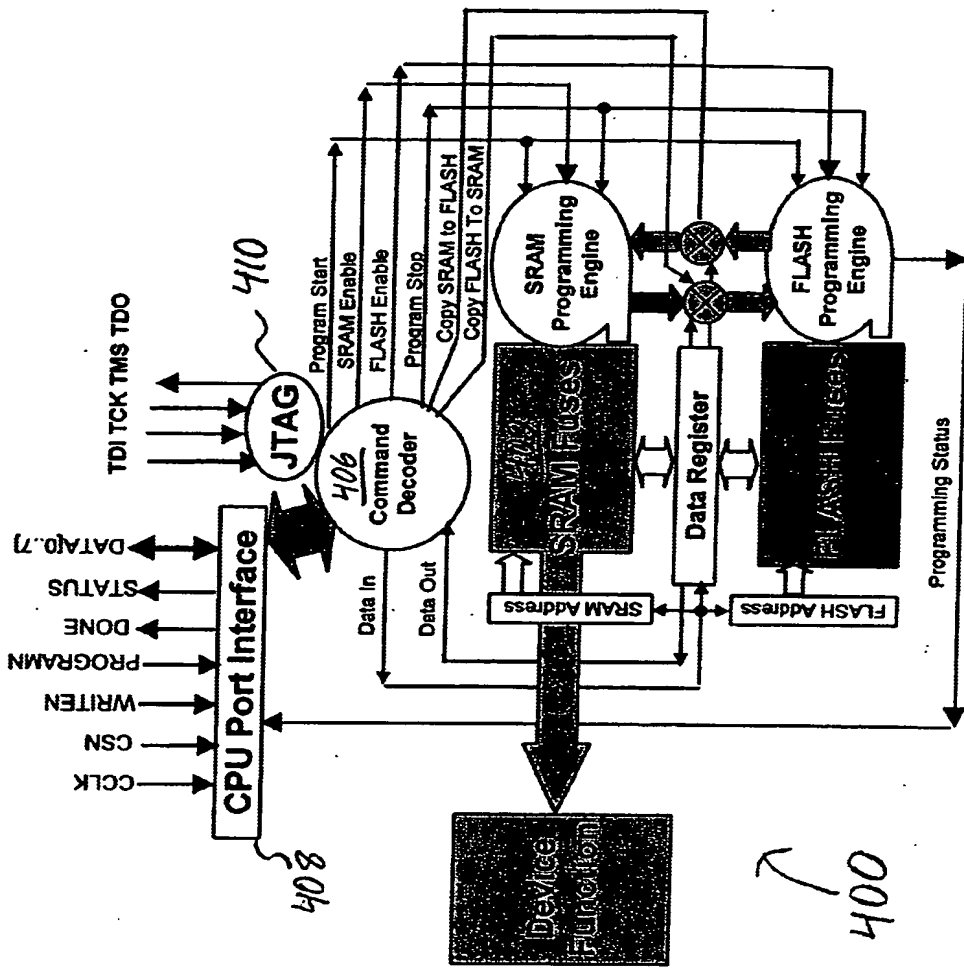 TDI TCK TMS TDO
410
JTAG
CCLK
CSN
WRITEN
PROGRAMN
DONE
STATUS
DATA[0..7]
CPU Port Interface
408
406
Command
Decoder
Program Start
SRAM Enable
FLASH Enable
Program Stop
Copy SRAM to FLASH
Copy FLASH To SRAM
Data In
Data Out
SRAM Address
SRAM Fuses
SRAM
Programming
Engine
Data Register
FLASH Address
FLASH Fuses
FLASH
Programming
Engine
Programming Status
Device
Function
400